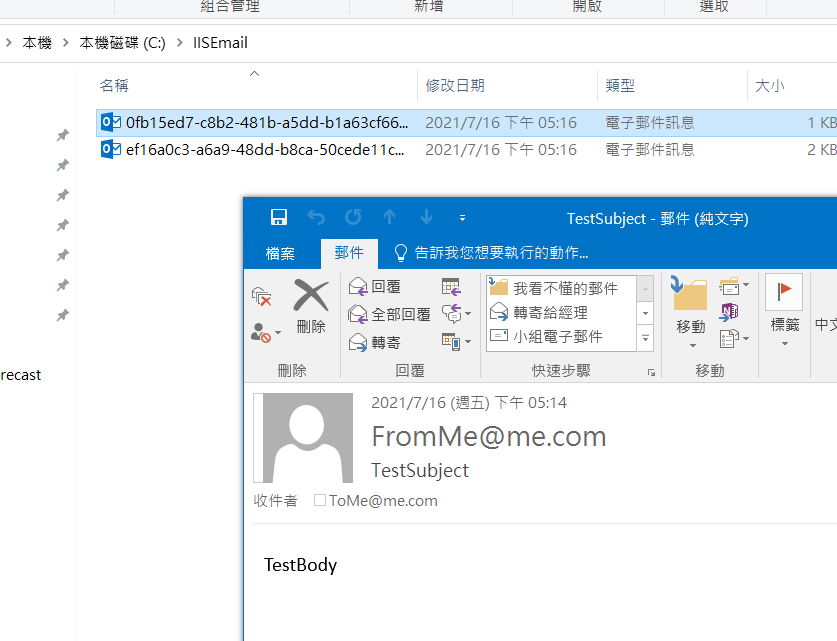 組合管理 新增 開啟 選取
本機 本機磁碟 (C:) IISEmail
名稱 修改日期 類型 大小
0fb15ed7-c8b2-481b-a5dd-b1a63cf66... 2021/7/16 下午 05:16 電子郵件訊息 1 KB
ef16a0c3-a6a9-48dd-b8ca-50cede11c... 2021/7/16 下午 05:16 電子郵件訊息 2 KB
recast
TestSubject - 郵件 (純文字)
檔案 郵件 告訴我您想要執行的動作...
刪除
刪除
回覆
全部回覆
轉寄
回覆
我看不懂的郵件
轉寄給經理
小組電子郵件
快速步驟
移動
移動
標籤
中文
2021/7/16 (週五) 下午 05:14
FromMe@me.com
TestSubject
收件者 ToMe@me.com
TestBody